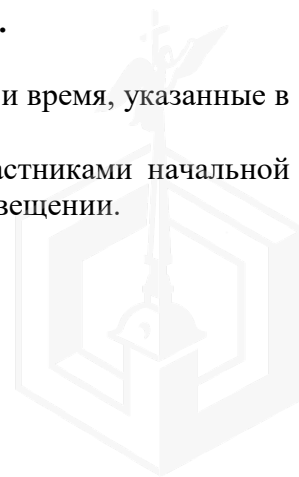 .
и время, указанные в
астниками начальной
вещении.